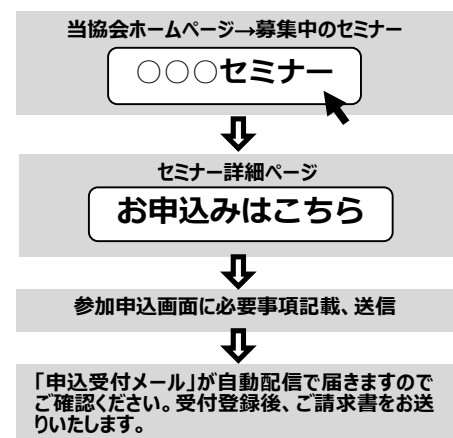 当協会ホームページ→募集中のセミナー
○○○セミナー
セミナー詳細ページ
お申込みはこちら
参加申込画面に必要事項記載、送信
「申込受付メール」が自動配信で届きますので
ご確認ください。受付登録後、ご請求書をお送
りいたします。